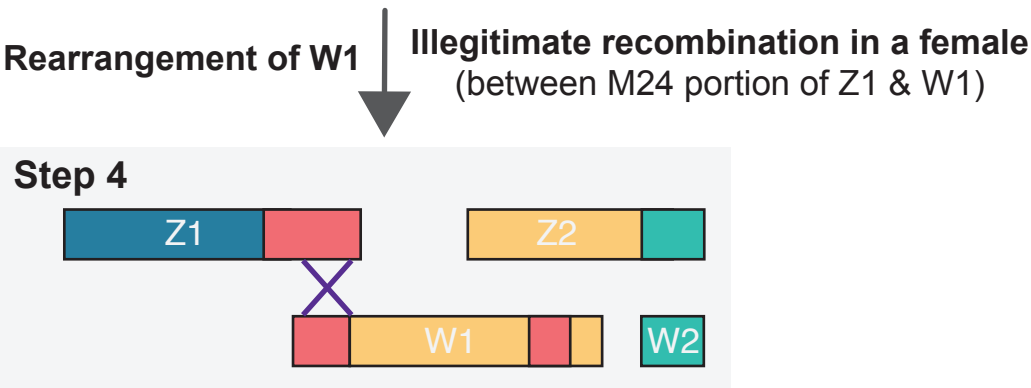 Rearrangement of W1
Illegitimate recombination in a female
(between M24 portion of Z1 & W1)
Step 4
Z1
Z2
W1
W2